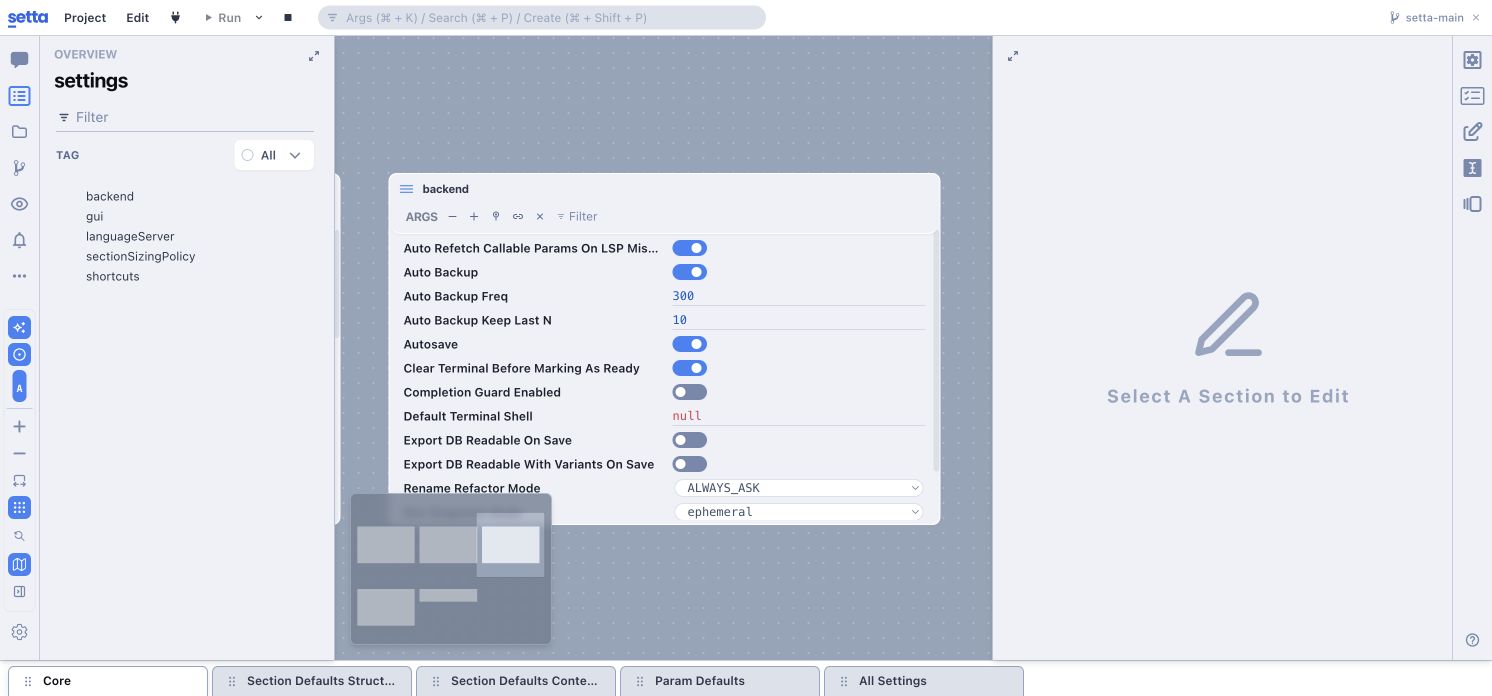 setta Project Edit Run Args (⌘ + K) / Search (⌘ + P) / Create (⌘ + Shift + P) setta-main
OVERVIEW
settings
Filter
TAG All
backend
gui
languageServer
sectionSizingPolicy
shortcuts
A
backend
ARGS Filter
Auto Refetch Callable Params On LSP Mis...
Auto Backup
Auto Backup Freq 300
Auto Backup Keep Last N 10
Autosave
Clear Terminal Before Marking As Ready
Completion Guard Enabled
Default Terminal Shell null
Export DB Readable On Save
Export DB Readable With Variants On Save
Rename Refactor Mode ALWAYS_ASK
ephemeral
Select A Section to Edit
Core Section Defaults Struct... Section Defaults Conte... Param Defaults All Settings